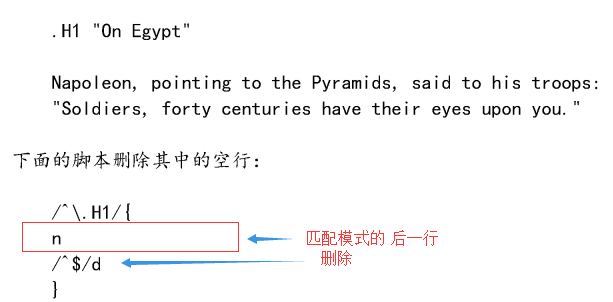 .H1 "On Egypt"
Napoleon, pointing to the Pyramids, said to his troops:
"Soldiers, forty centuries have their eyes upon you."
下面的脚本删除其中的空行：
/^\.H1/{
n
匹配模式的 后一行
/^$/d
删除
}